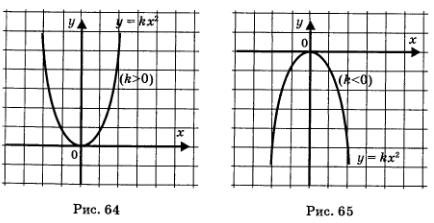 y
y = kx²
(k>0)
x
0
Рис. 64
y
0
x
(k<0)
y = kx²
Рис. 65